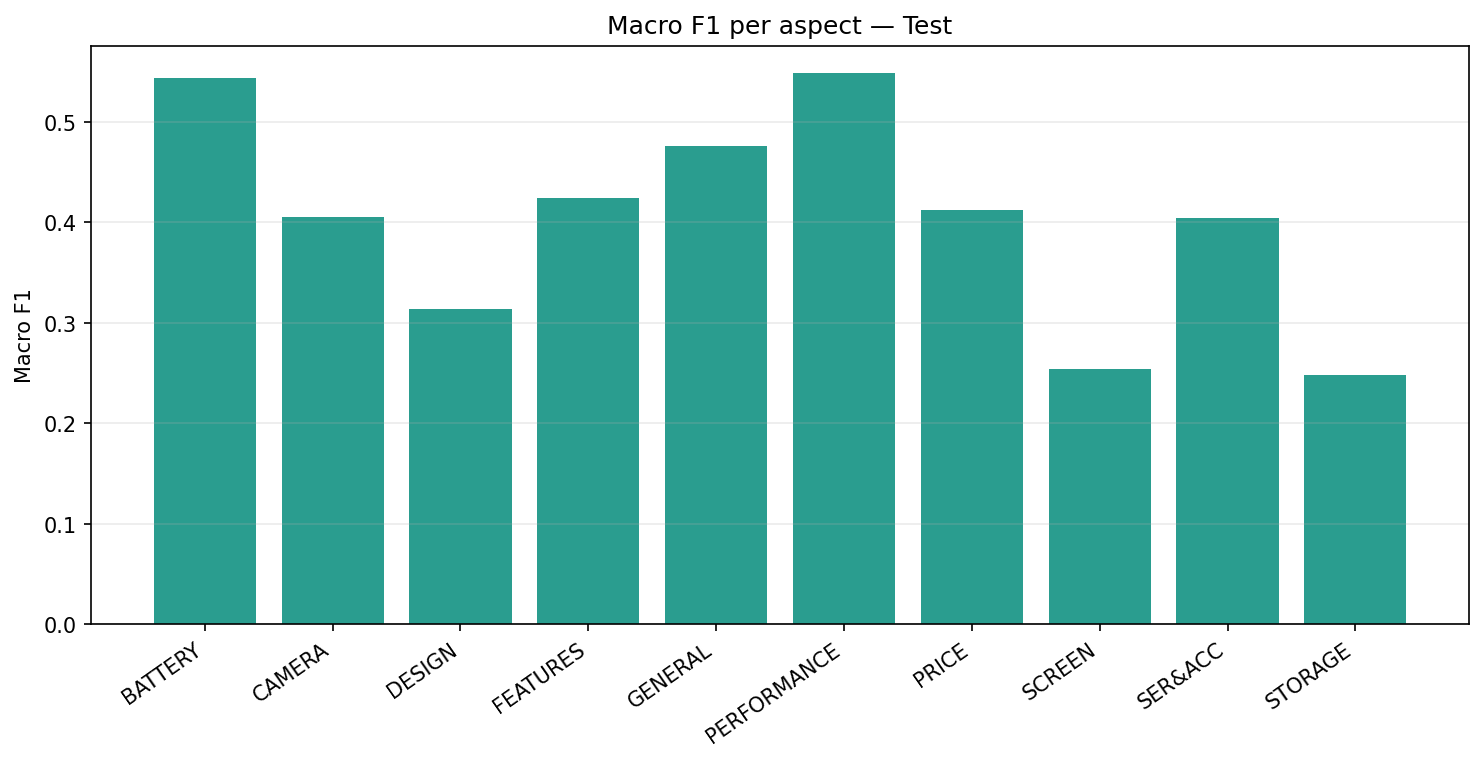 Macro F1 per aspect — Test
Macro F1
0.5
0.4
0.3
0.2
0.1
0.0
BATTERY
CAMERA
DESIGN
FEATURES
GENERAL
PERFORMANCE
PRICE
SCREEN
SER&ACC
STORAGE